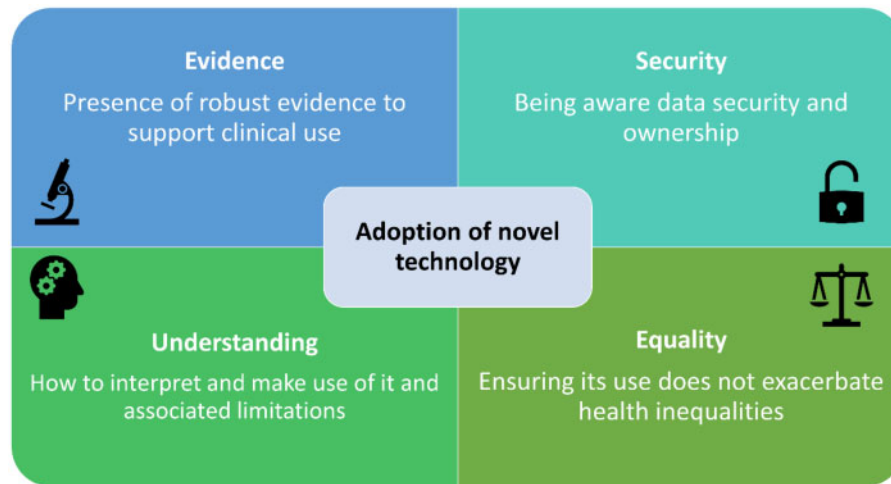 Evidence
Presence of robust evidence to
support clinical use
Security
Being aware data security and
ownership
Adoption of novel
technology
Understanding
How to interpret and make use of it and
associated limitations
Equality
Ensuring its use does not exacerbate
health inequalities